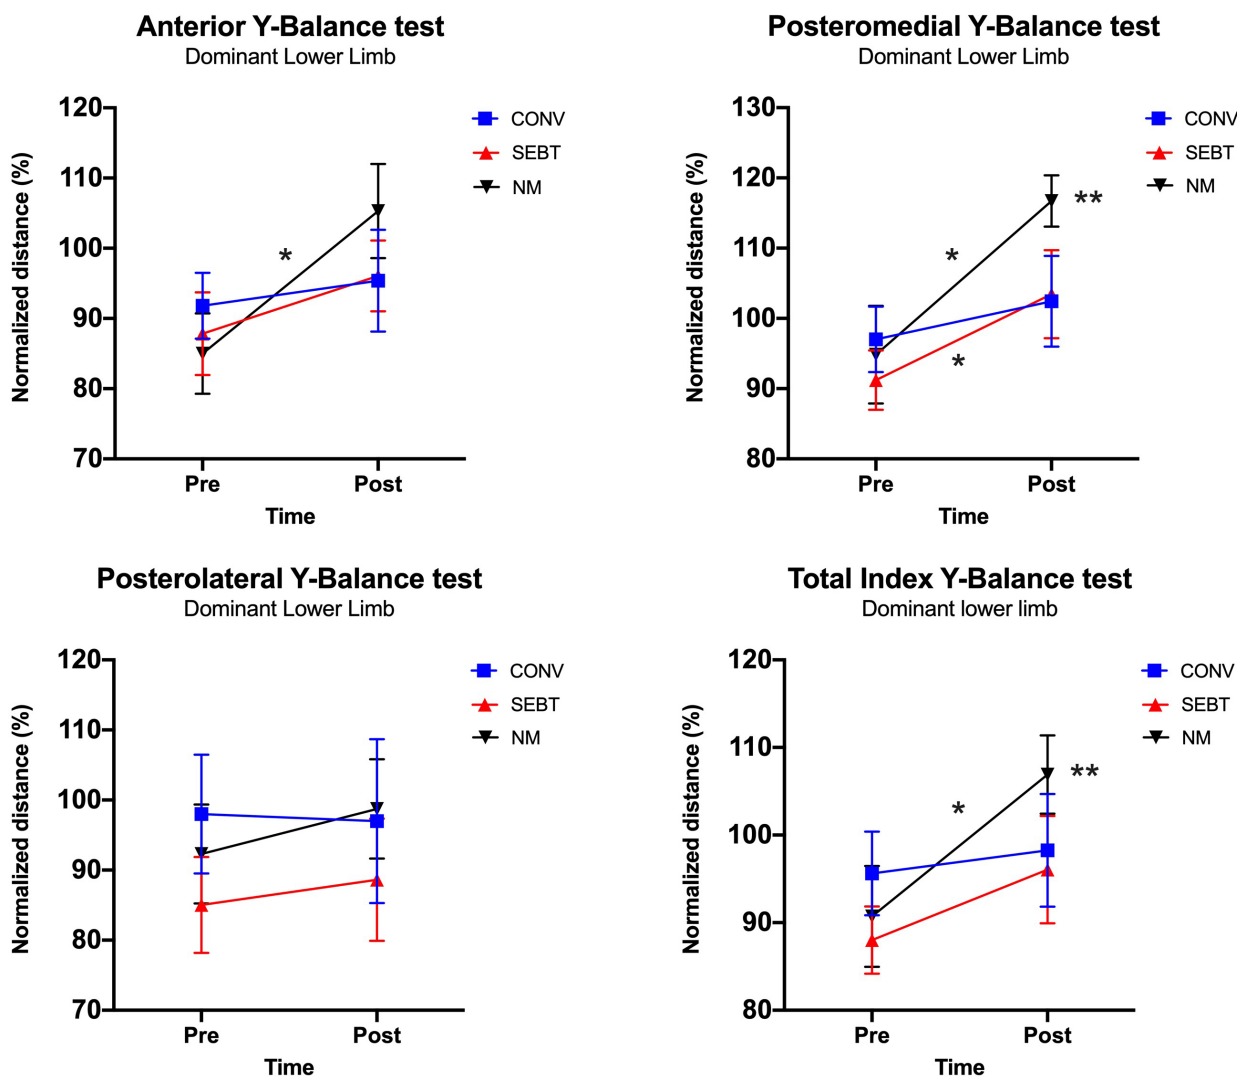 Anterior Y-Balance test
Dominant Lower Limb
Normalized distance (%)
120
110
100
90
80
70
*
CONV
SEBT
NM
Pre
Post
Time
Posteromedial Y-Balance test
Dominant Lower Limb
Normalized distance (%)
130
120
110
100
90
80
*
*
**
CONV
SEBT
NM
Pre
Post
Time
Posterolateral Y-Balance test
Dominant Lower Limb
Normalized distance (%)
120
110
100
90
80
70
CONV
SEBT
NM
Pre
Post
Time
Total Index Y-Balance test
Dominant lower limb
Normalized distance (%)
120
110
100
90
80
*
**
CONV
SEBT
NM
Pre
Post
Time